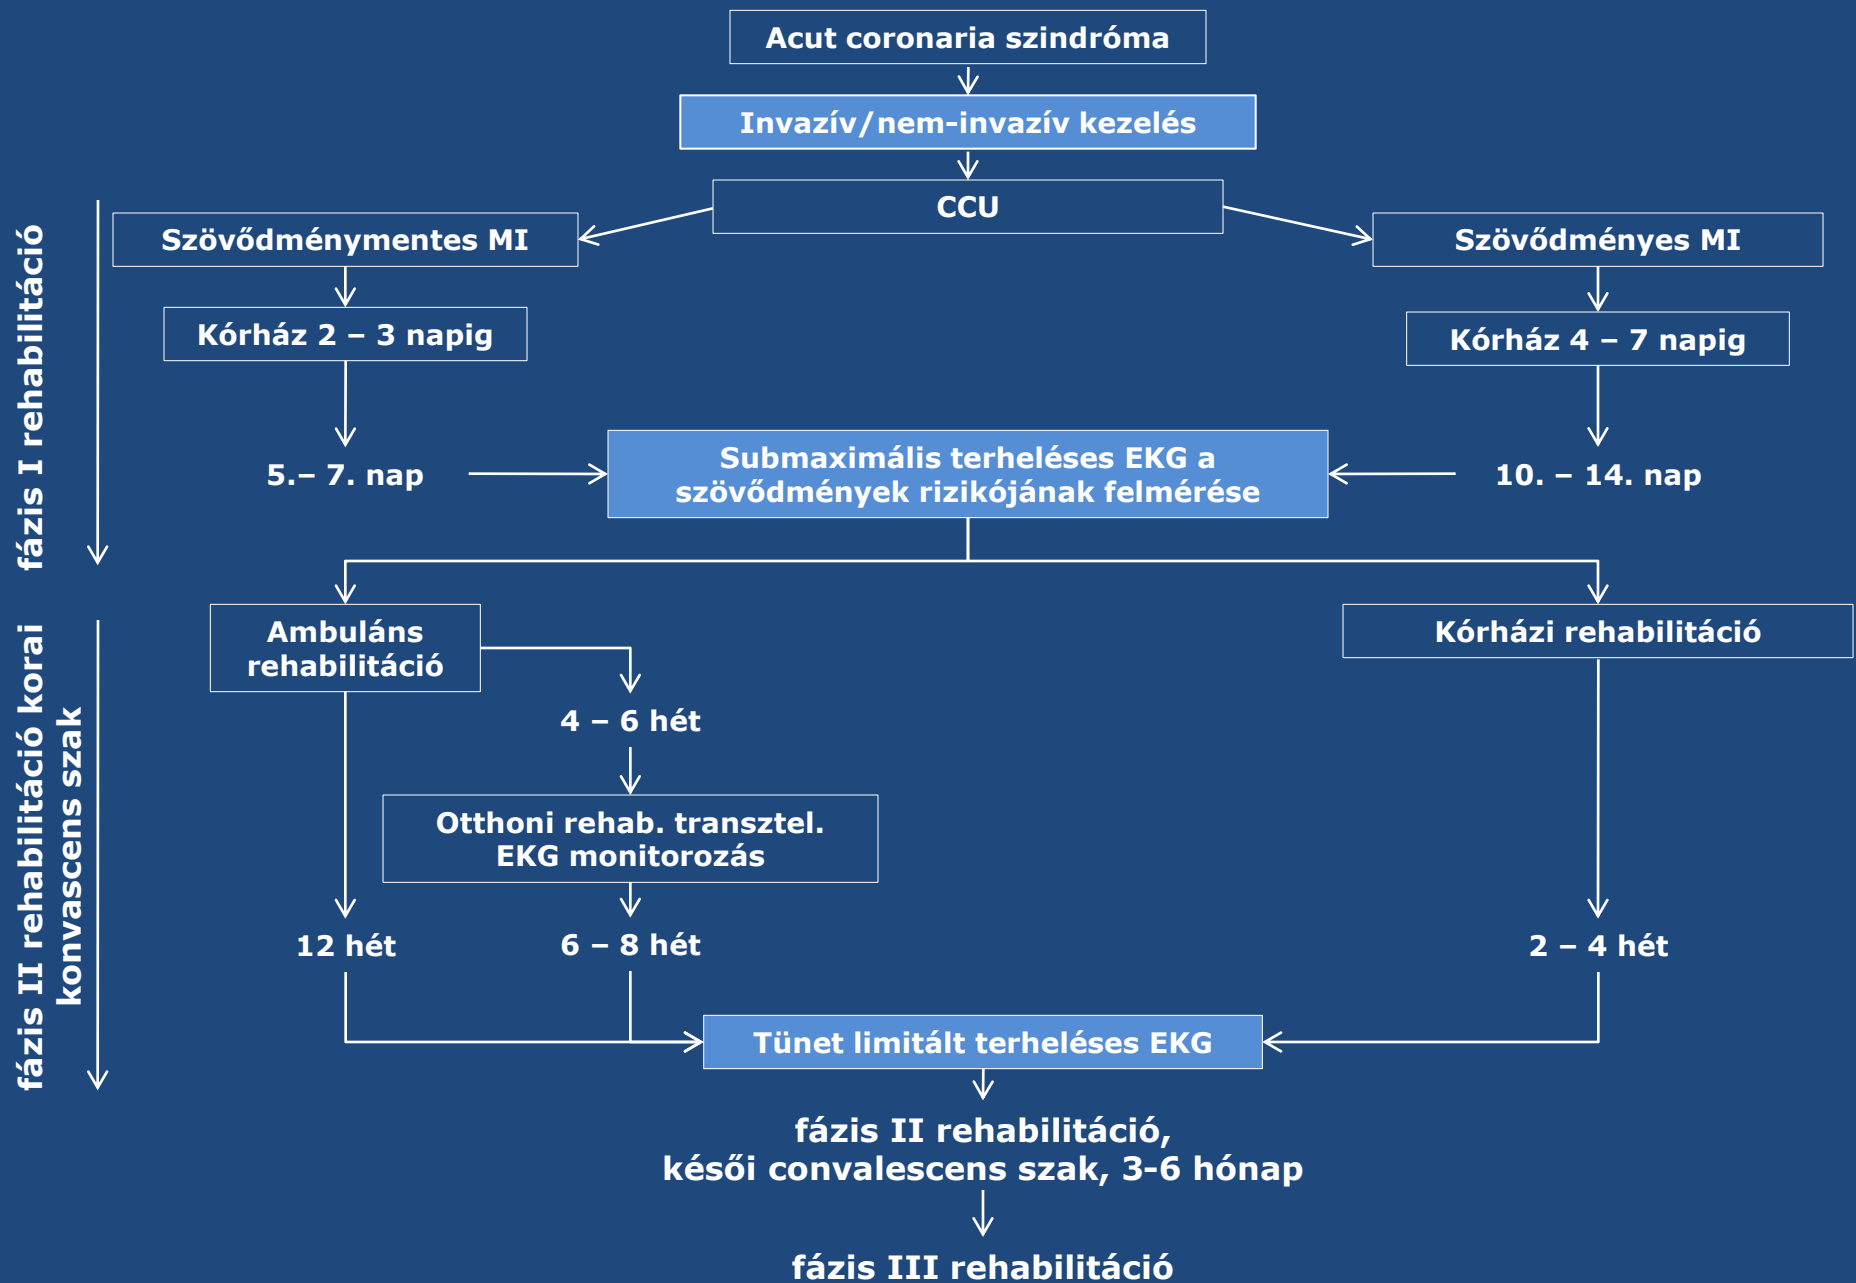 Acut coronaria szindróma
Invazív/nem-invazív kezelés
CCU
Szövődménymentes MI
Szövődményes MI
Kórház 2 – 3 napig
Kórház 4 – 7 napig
fázis I rehabilitáció
5.– 7. nap
Submaximális terheléses EKG a
szövődmények rizikójának felmérése
10. – 14. nap
Ambuláns
rehabilitáció
Kórházi rehabilitáció
4 – 6 hét
Otthoni rehab. transztel.
EKG monitorozás
fázis II rehabilitáció korai
konvascens szak
12 hét
6 – 8 hét
2 – 4 hét
Tünet limitált terheléses EKG
fázis II rehabilitáció,
késői convalescens szak, 3–6 hónap
fázis III rehabilitáció